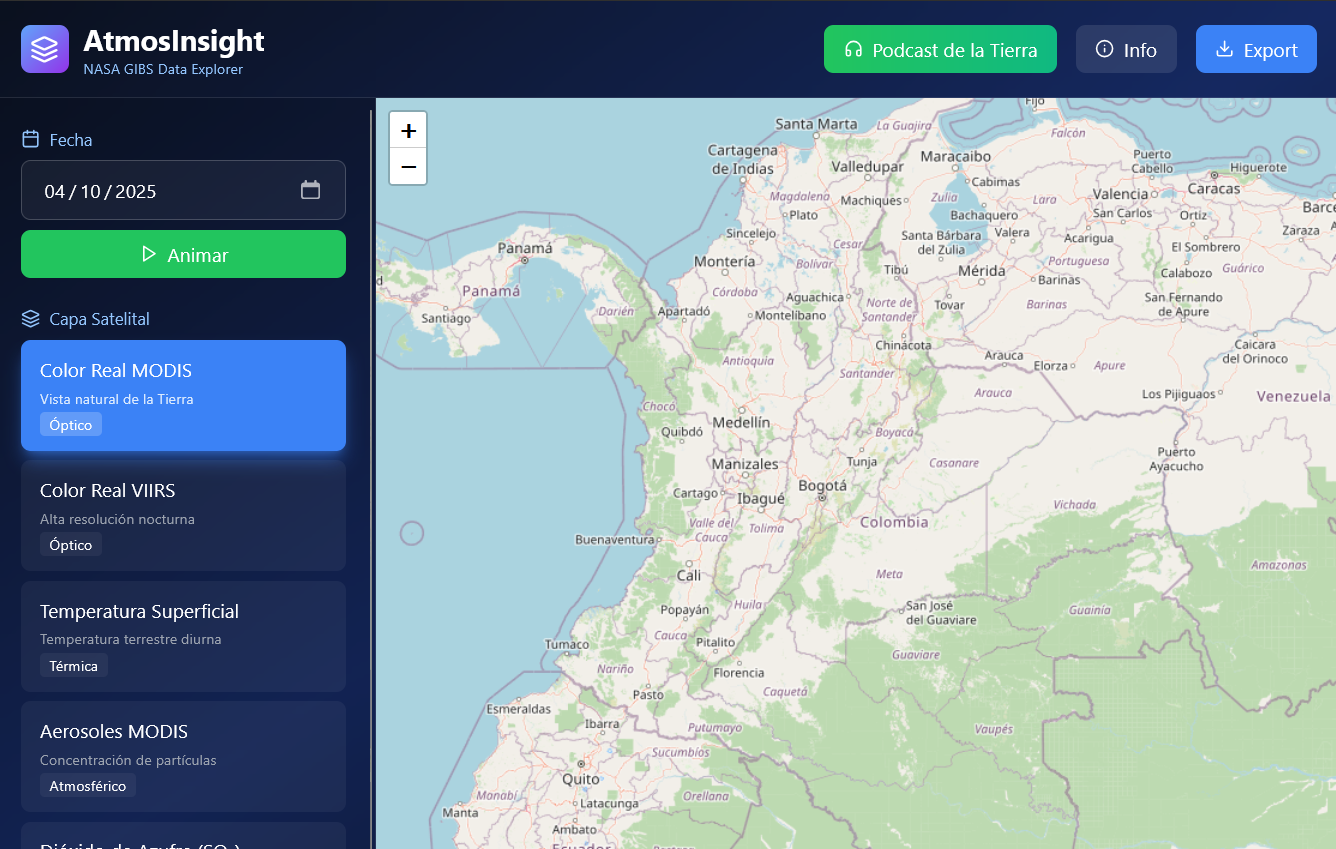 AtmosInsight
NASA GIBS Data Explorer
Podcast de la Tierra
Info
Export
Fecha
04/10/2025
Animar
Capa Satelital
Color Real MODIS
Vista natural de la Tierra
Óptico
Color Real VIIRS
Alta resolución nocturna
Óptico
Temperatura Superficial
Temperatura terrestre diurna
Térmica
Aerosoles MODIS
Concentración de partículas
Atmosférico
Dióxido de Azufre (SO₂)
+
−
Santa Marta
La Guajira
Falcón
Cartagena
de Indias
Valledupar
Maracaibo
Puerto
Cabello
Higuerote
Cabimas
Caracas
Magdalena
Machiques
Zulia
Lara
Valencia
Plato
Bachaquero
San Carlos
Ortiz
Zaraza
Sincelejo
Cesar
Santa Bárbara
del Zulia
Valera
Acarigua
El Sombrero
Panamá
Montería
Bolívar
Tibú
Mérida
Portuguesa
Calabozo
Guárico
Barinas
Panamá
Córdoba
Aguachica
Norte de
Santander
Tovar
Barinas
San Fernando
de Apure
Santiago
Darién
Apartadó
Montelíbano
Chinácota
Caicara
del Orinoco
Antioquia
Santander
Arauca
Elorza
Apure
Arauca
Los Pijiguaos
Venezuela
Chocó
Medellín
Quibdó
Boyacá
Puerto
Ayacucho
Manizales
Tunja
Casanare
Cartago
Ibagué
Bogotá
Vichada
Valle del
Cauca
Tolima
Colombia
Buenaventura
Amazonas
Cali
Meta
Popayán
Huila
San José
del Guaviare
Guainía
Cauca
Pitalito
Tumaco
Guaviare
Nariño
Florencia
Caquetá
Pasto
Esmeraldas
Ibarra
Putumayo
Vaupés
Sucumbíos
Quito
Manabí
Orellana
Latacunga
Manta
Ambato
Ecuador